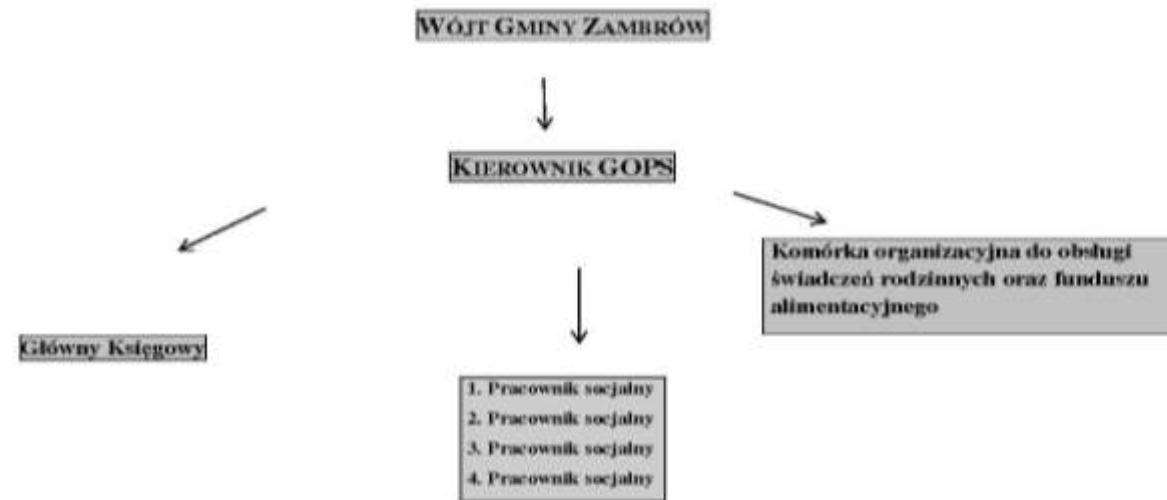 WÓJT GMINY ZAMBRÓW
KIEROWNIK GOPS
Komórka organizacyjna do obsługi
świadczeń rodzinnych oraz funduszu
alimentacyjnego
Główny Księgowy
1. Pracownik socjalny
2. Pracownik socjalny
3. Pracownik socjalny
4. Pracownik socjalny